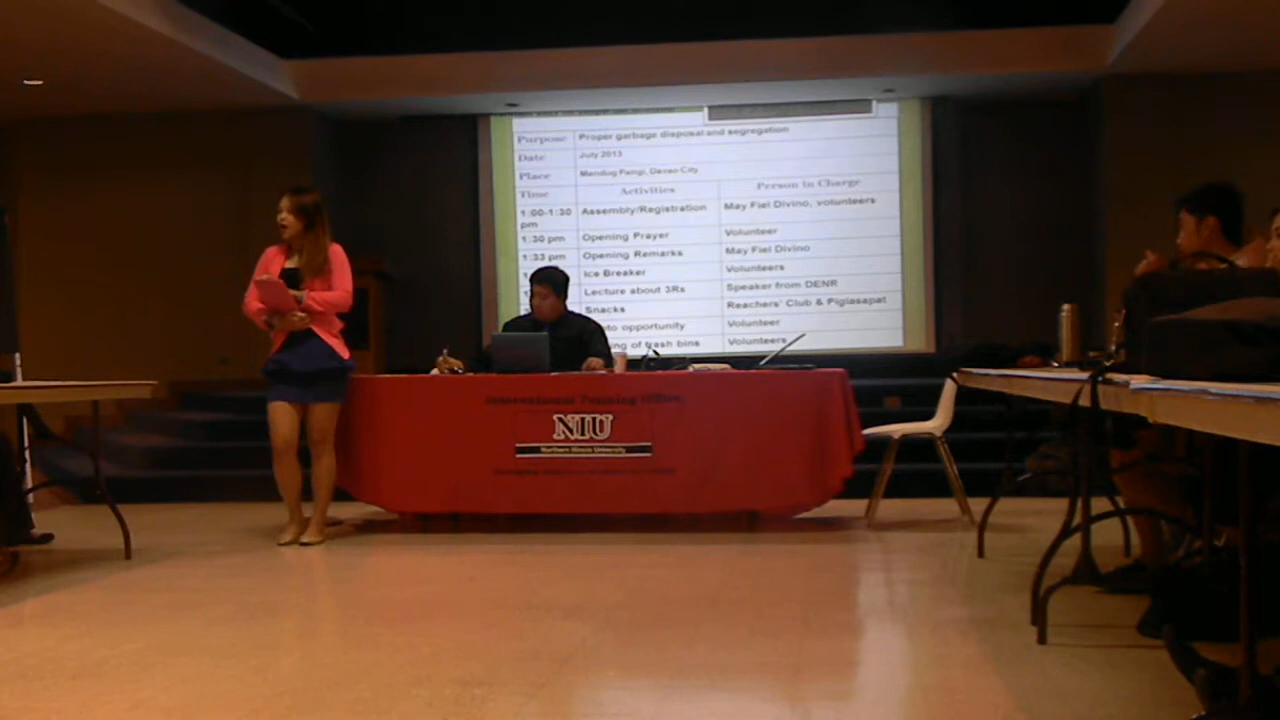 Purpose Proper garbage disposal and segregation
Date July 2013
Place Mandug Pangi, Davao City
Time Activities Person in Charge
1:00-1:30 pm Assembly/Registration May Fiel Divino, volunteers
1:30 pm Opening Prayer Volunteer
1:33 pm Opening Remarks May Fiel Divino
Ice Breaker Volunteers
Lecture about 3Rs Speaker from DENR
Snacks Reachers' Club & Piglasapat
opportunity Volunteer
of trash bins Volunteers
International Training Office
NIU
Northern Illinois University